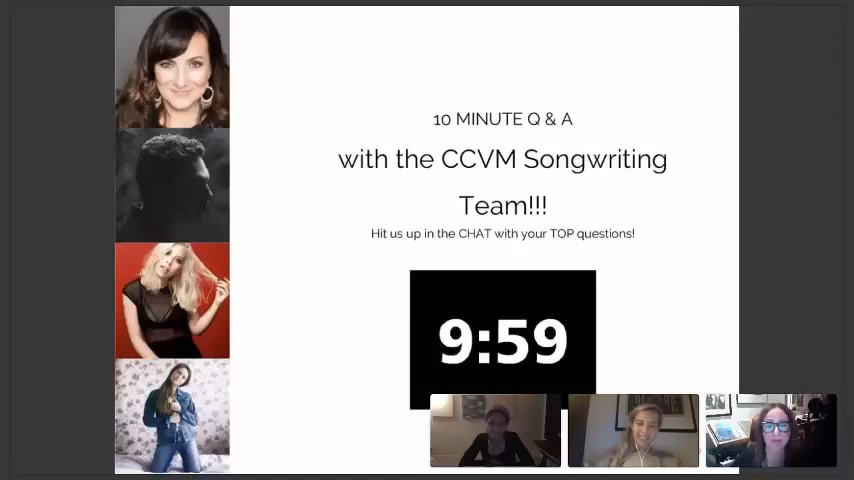 10 MINUTE Q & A
with the CCVM Songwriting
Team!!!
Hit us up in the CHAT with your TOP questions!
9:59